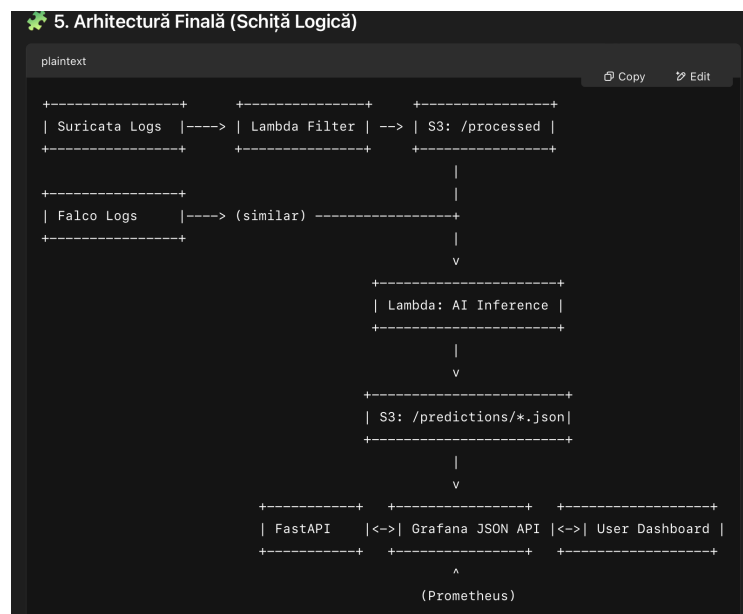 🧩 5. Arhitectură Finală (Schiță Logică)
plaintext
Copy Edit
+----------------+      +---------------+     +----------------+
| Suricata Logs  |----> | Lambda Filter | --> | S3: /processed |
+----------------+      +---------------+     +----------------+
                                                   |
+----------------+                                 |
| Falco Logs     |----> (similar) -----------------+
+----------------+                                 |
                                                   v
                                         +----------------------+
                                         | Lambda: AI Inference |
                                         +----------------------+
                                                   |
                                                   v
                                        +------------------------+
                                        | S3: /predictions/*.json|
                                        +------------------------+
                                                   |
                                                   v
                           +-----------+   +----------------+   +------------------+
                           | FastAPI    |<->| Grafana JSON API |<->| User Dashboard |
                           +-----------+   +----------------+   +------------------+
                                                   ^
                                               (Prometheus)